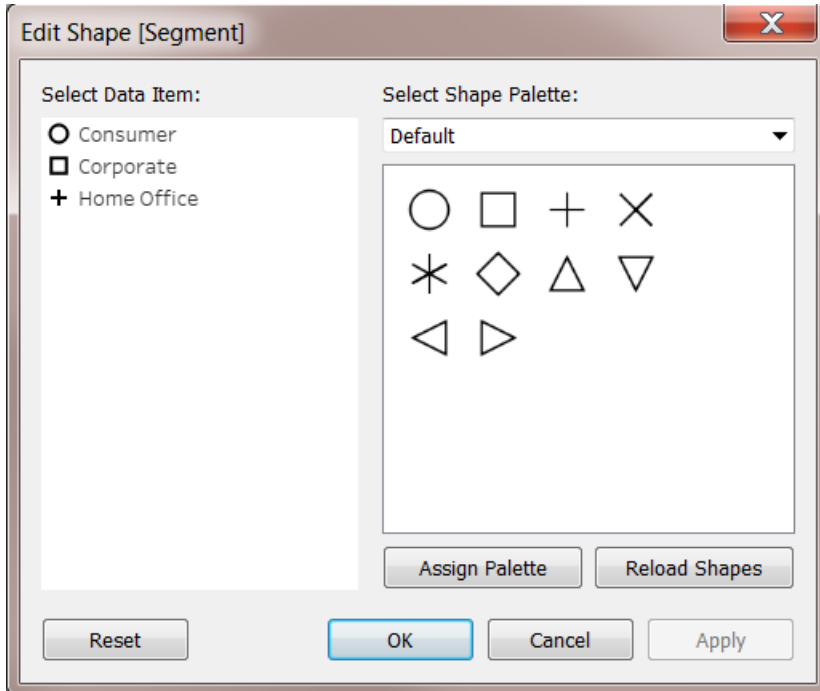 Edit Shape [Segment]
Select Data Item:
Consumer
Corporate
Home Office
Select Shape Palette:
Default
Assign Palette
Reload Shapes
Reset
OK
Cancel
Apply